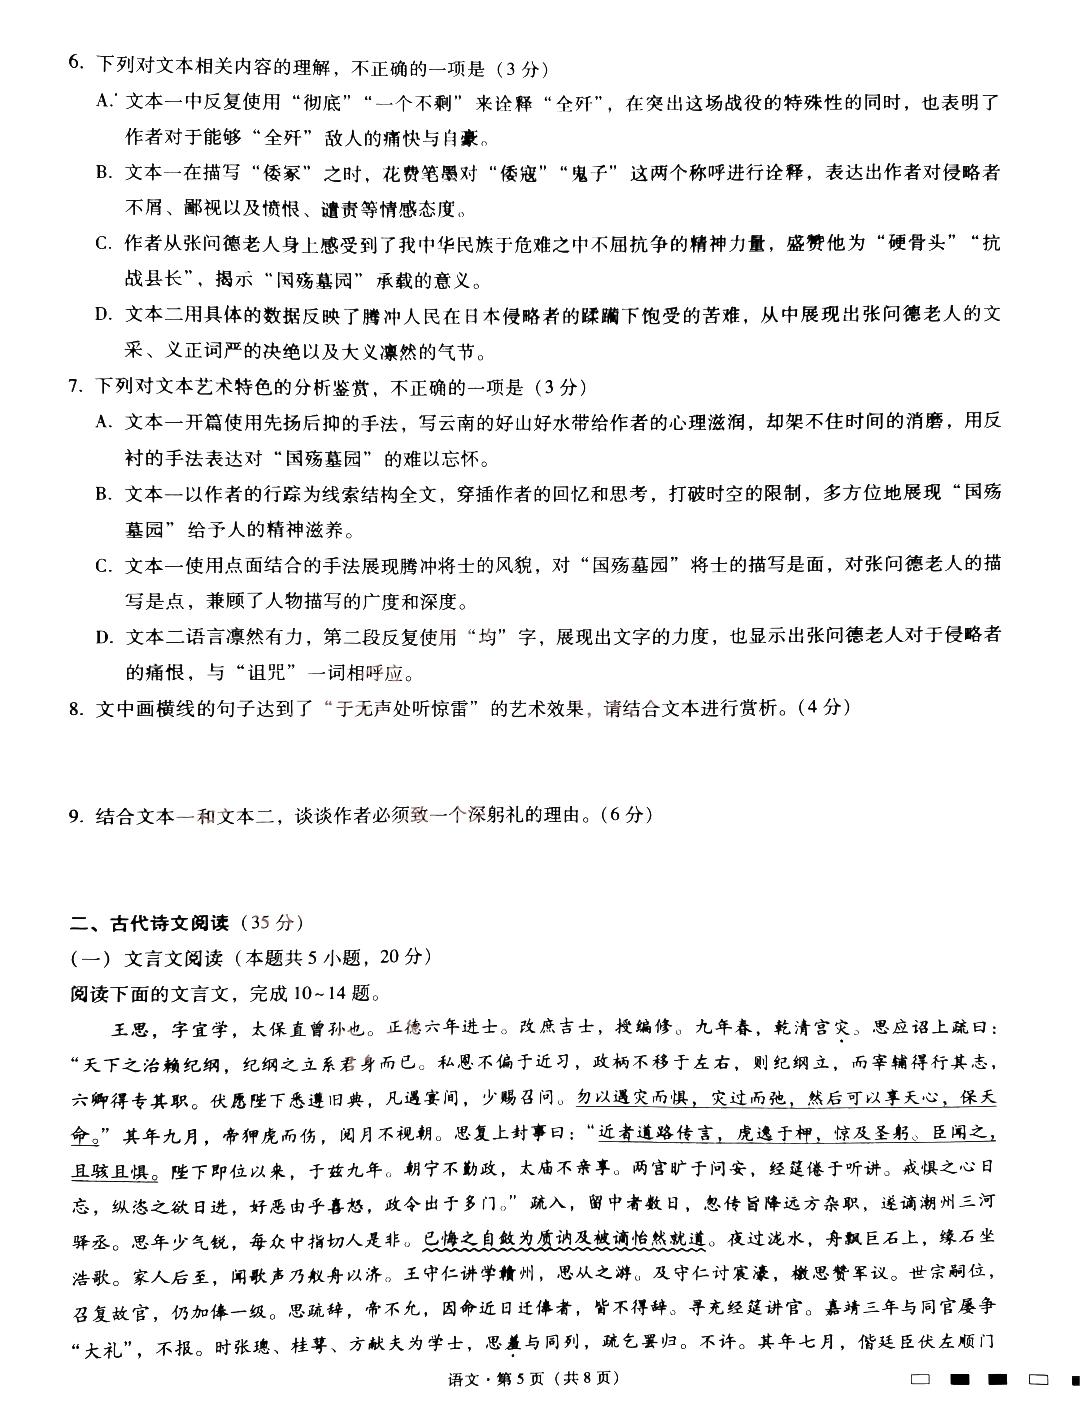 6. 下列对文本相关内容的理解，不正确的一项是（3 分）
A. 文本一中反复使用“彻底”“一个不剩”来诠释“全歼”，在突出这场战役的特殊性的同时，也表明了
作者对于能够“全歼”敌人的痛快与自豪。
B. 文本一在描写“倭冢”之时，花费笔墨对“倭寇”“鬼子”这两个称呼进行诠释，表达出作者对侵略者
不屑、鄙视以及愤恨、谴责等情感态度。
C. 作者从张问德老人身上感受到了我中华民族于危难之中不屈抗争的精神力量，盛赞他为“硬骨头”“抗
战县长”，揭示“国殇墓园”承载的意义。
D. 文本二用具体的数据反映了腾冲人民在日本侵略者的蹂躏下饱受的苦难，从中展现出张问德老人的文
采、义正词严的决绝以及大义凛然的气节。
7. 下列对文本艺术特色的分析鉴赏，不正确的一项是（3 分）
A. 文本一开篇使用先扬后抑的手法，写云南的好山好水带给作者的心理滋润，却架不住时间的消磨，用反
衬的手法表达对“国殇墓园”的难以忘怀。
B. 文本一以作者的行踪为线索结构全文，穿插作者的回忆和思考，打破时空的限制，多方位地展现“国殇
墓园”给予人的精神滋养。
C. 文本一使用点面结合的手法展现腾冲将士的风貌，对“国殇墓园”将士的描写是面，对张问德老人的描
写是点，兼顾了人物描写的广度和深度。
D. 文本二语言凛然有力，第二段反复使用“均”字，展现出文字的力度，也显示出张问德老人对于侵略者
的痛恨，与“诅咒”一词相呼应。
8. 文中画横线的句子达到了“于无声处听惊雷”的艺术效果，请结合文本进行赏析。（4 分）
9. 结合文本一和文本二，谈谈作者必须致一个深躬礼的理由。（6 分）
二、古代诗文阅读（35 分）
（一）文言文阅读（本题共 5 小题，20 分）
阅读下面的文言文，完成 10~14 题。
王思，字宜学，太保直曾孙也。正德六年进士。改庶吉士，授编修。九年春，乾清宫灾。思应诏上疏曰：
“天下之治赖纪纲，纪纲之立系君身而已。私恩不偏于近习，政柄不移于左右，则纪纲立，而宰辅得行其志，
六卿得专其职。伏愿陛下悉遵旧典，凡遇宴间，少赐召问。勿以遇灾而惧，灾过而弛，然后可以享天心，保天
命。”其年九月，帝狎虎而伤，阅月不视朝。思复上封事曰：“近者道路传言，虎逸于柙，惊及圣躬。臣闻之，
且骇且惧。陛下即位以来，于兹九年。朝宁不勤政，太庙不亲享。两宫旷于问安，经筵倦于听讲。戒惧之心日
忘，纵恣之欲日进，好恶由乎喜怒，政令出于多门。”疏入，留中者数日，忽传旨降远方杂职，遂谪潮州三河
驿丞。思年少气锐，每众中指切人是非。已悔之自敛为质讷及被谪怡然就道。夜过泷水，舟飘巨石上，缘石坐
浩歌。家人后至，闻歌声乃舣舟以济。王守仁讲学赣州，思从之游。及守仁讨宸濠，檄思赞军议。世宗嗣位，
召复故官，仍加俸一级。思疏辞，帝不允，因命近日迁俸者，皆不得辞。寻充经筵讲官。嘉靖三年与同官屡争
“大礼”，不报。时张璁、桂萼、方献夫为学士，思羞与同列，疏乞罢归。不许。其年七月，偕廷臣伏左顺门
语文·第 5 页（共 8 页）